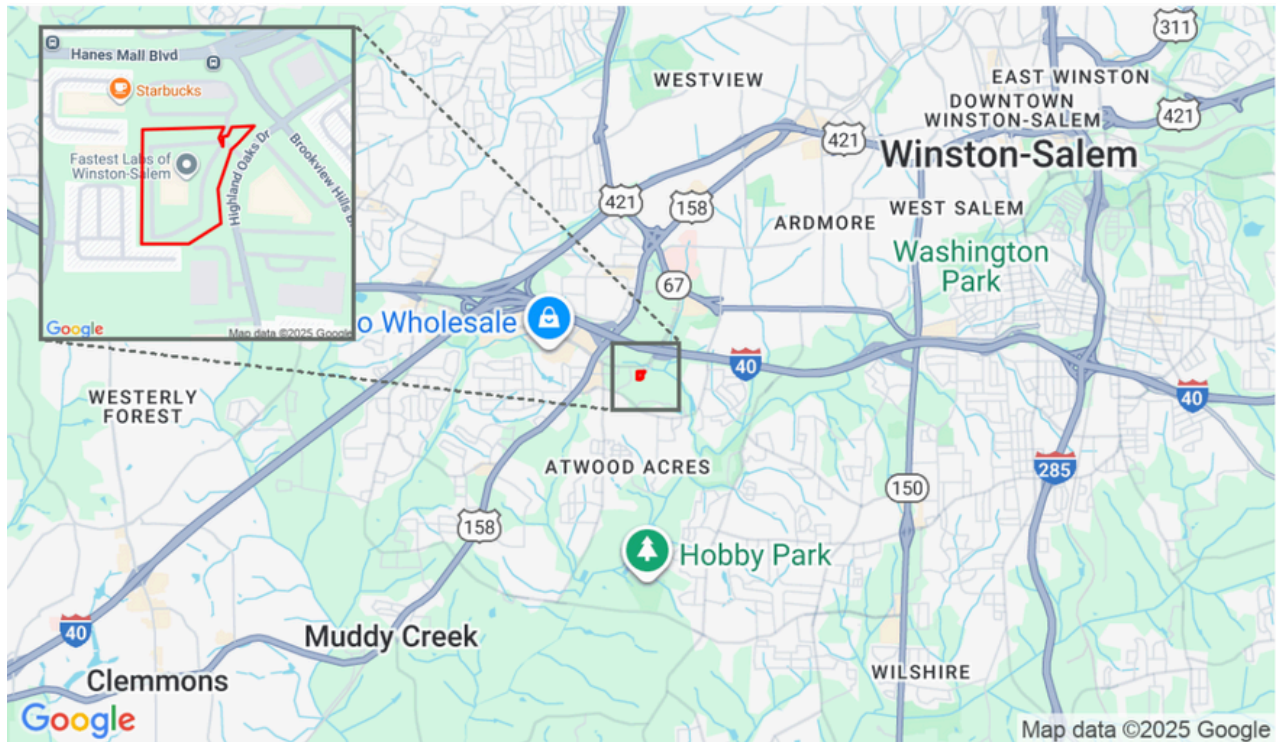 Hanes Mall Blvd
Starbucks
Fastest Labs of
Winston-Salem
Highland Oaks Dr
Brookview Hills B
Google
Map data ©2025 Google
311
WESTVIEW
EAST WINSTON
DOWNTOWN
WINSTON-SALEM
421
421
Winston-Salem
421
158
ARDMORE
WEST SALEM
Washington
Park
67
o Wholesale
40
40
WESTERLY
FOREST
ATWOOD ACRES
285
150
158
Hobby Park
40
Muddy Creek
WILSHIRE
Clemmons
Google
Map data ©2025 Google